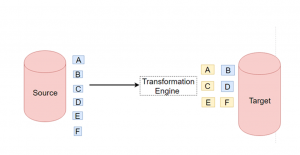 Source
A
B
C
D
E
F
Transformation
Engine
A B
C D
E F
Target